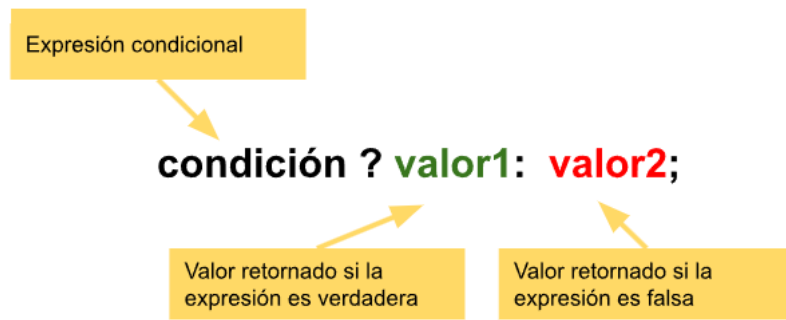 Expresión condicional
condición ? valor1: valor2;
Valor retornado si la
expresión es verdadera
Valor retornado si la
expresión es falsa